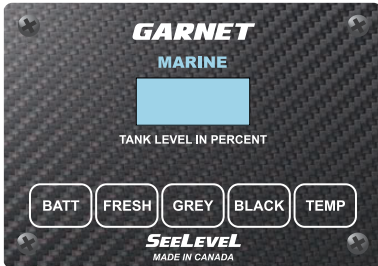 GARNET
MARINE
TANK LEVEL IN PERCENT
BATT FRESH GREY BLACK TEMP
SEELEVEL
MADE IN CANADA